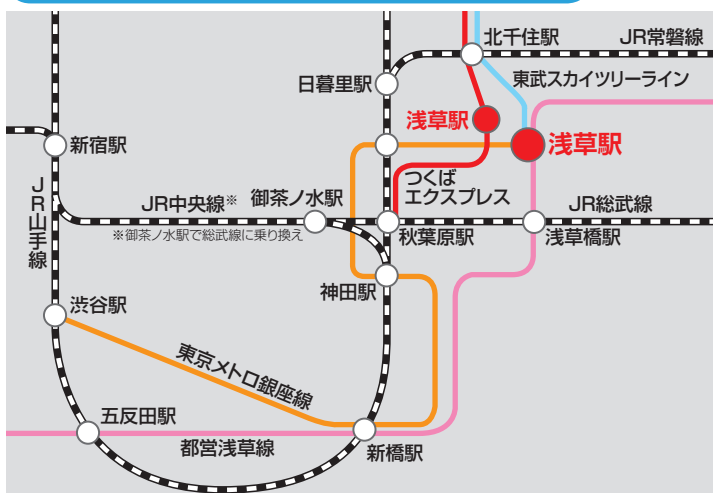 北千住駅
JR常磐線
日暮里駅
東武スカイツリーライン
浅草駅
新宿駅
浅草駅
つくば
エクスプレス
JR山手線
JR中央線※
御茶ノ水駅
JR総武線
※御茶ノ水駅で総武線に乗り換え
秋葉原駅
浅草橋駅
神田駅
渋谷駅
東京メトロ銀座線
五反田駅
都営浅草線
新橋駅